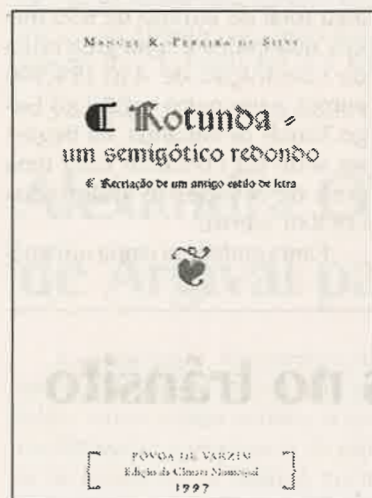 Manuel R. Pereira da Silva
⁋ Rotunda
um semigótico redondo
⁋ Recriação de um antigo estilo de letra
PÓVOA DE VARZIM
Edição da Câmara Municipal
1997